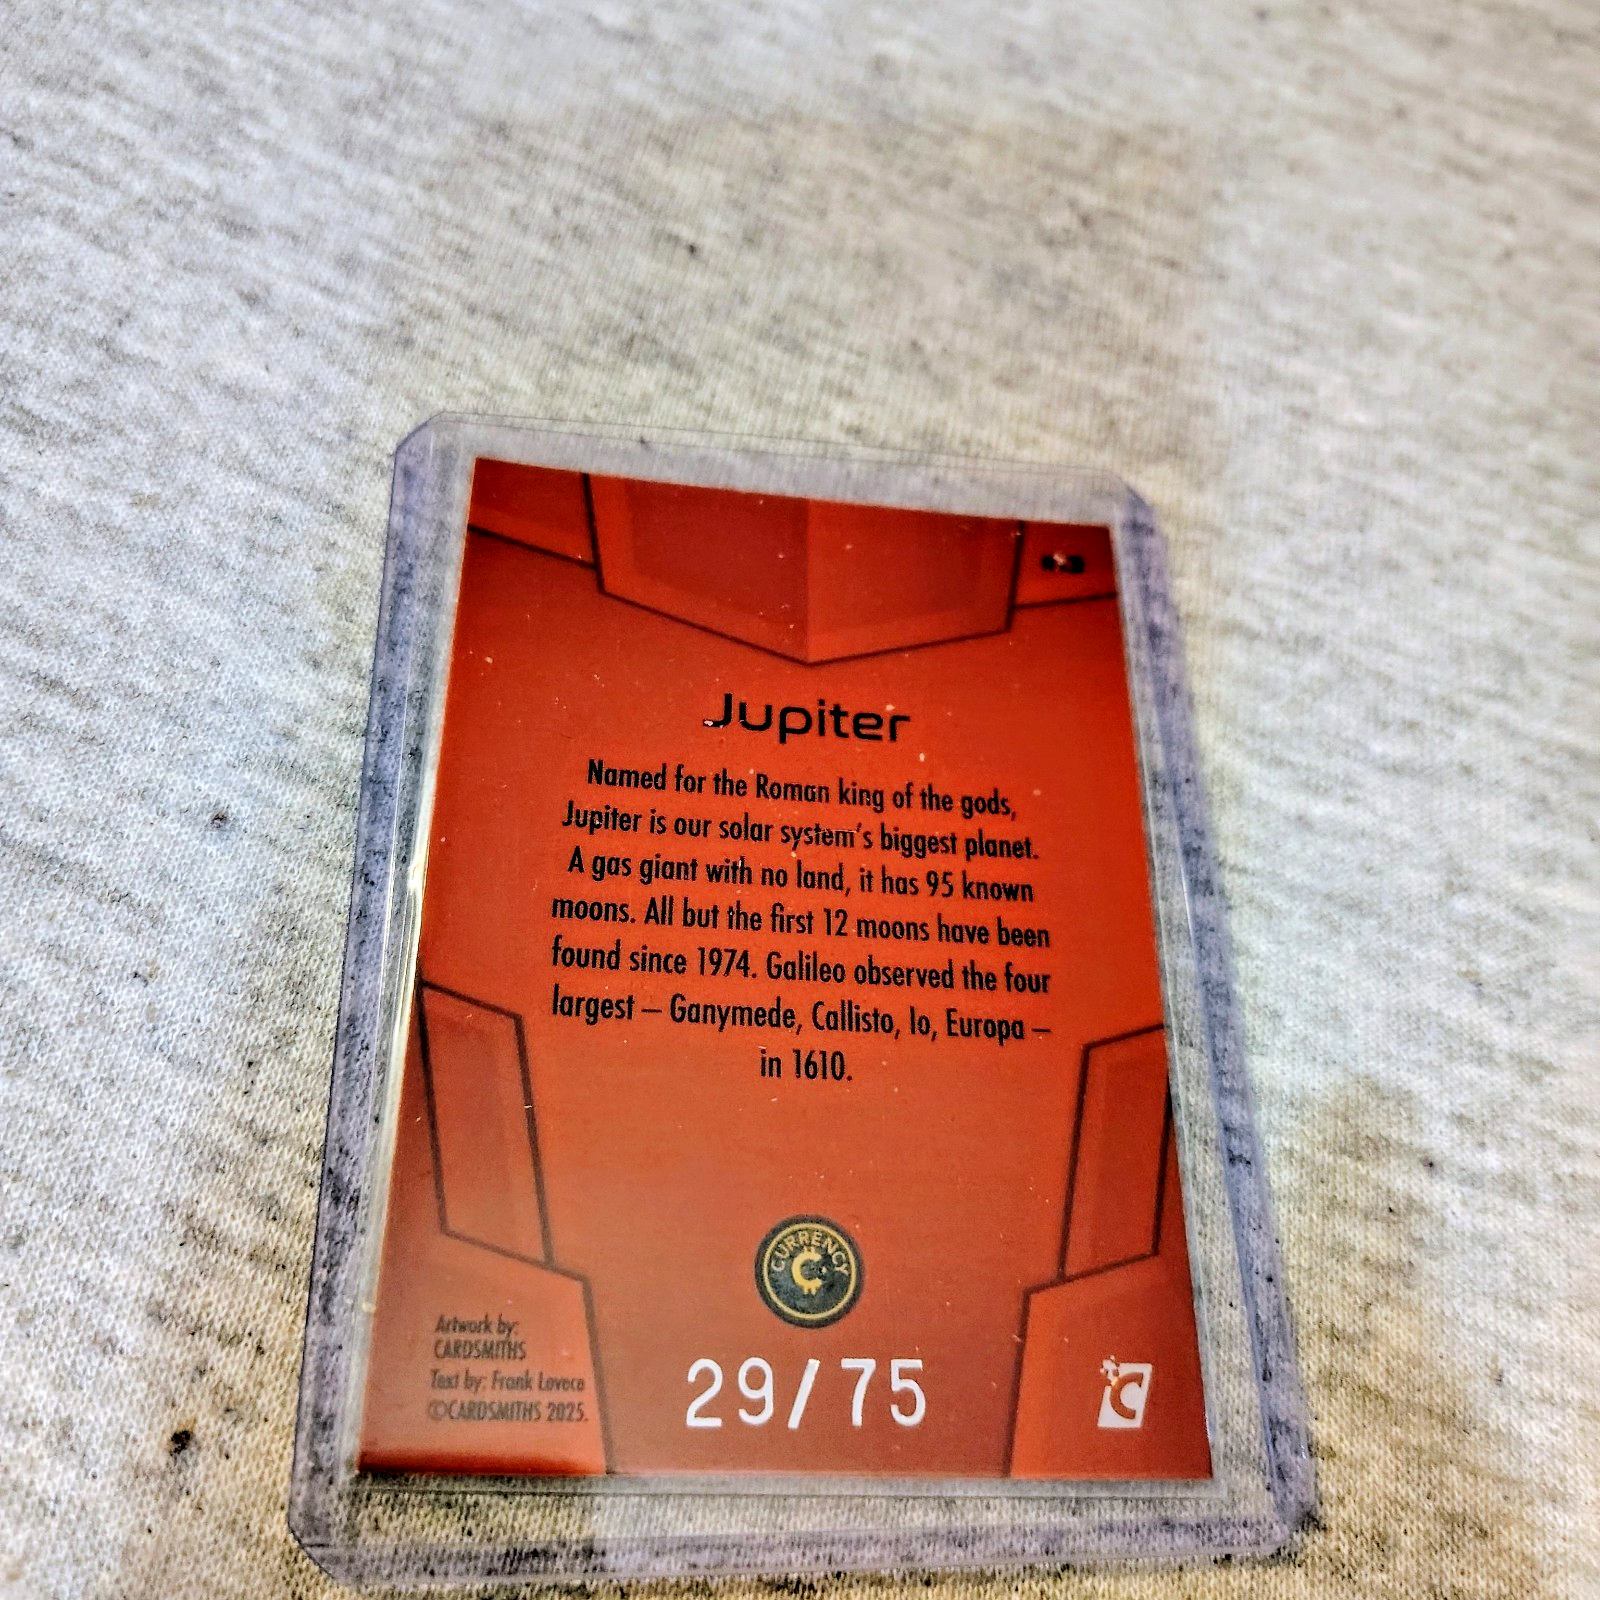 Jupiter
Named for the Roman king of the gods,
Jupiter is our solar system's biggest planet.
A gas giant with no land, it has 95 known
moons. All but the first 12 moons have been
found since 1974. Galileo observed the four
largest – Ganymede, Callisto, Io, Europa –
in 1610.
CURRENCY
Artwork by:
CARDSMITHS
Text by: Frank Lovece
©CARDSMITHS 2025.
29/75
C